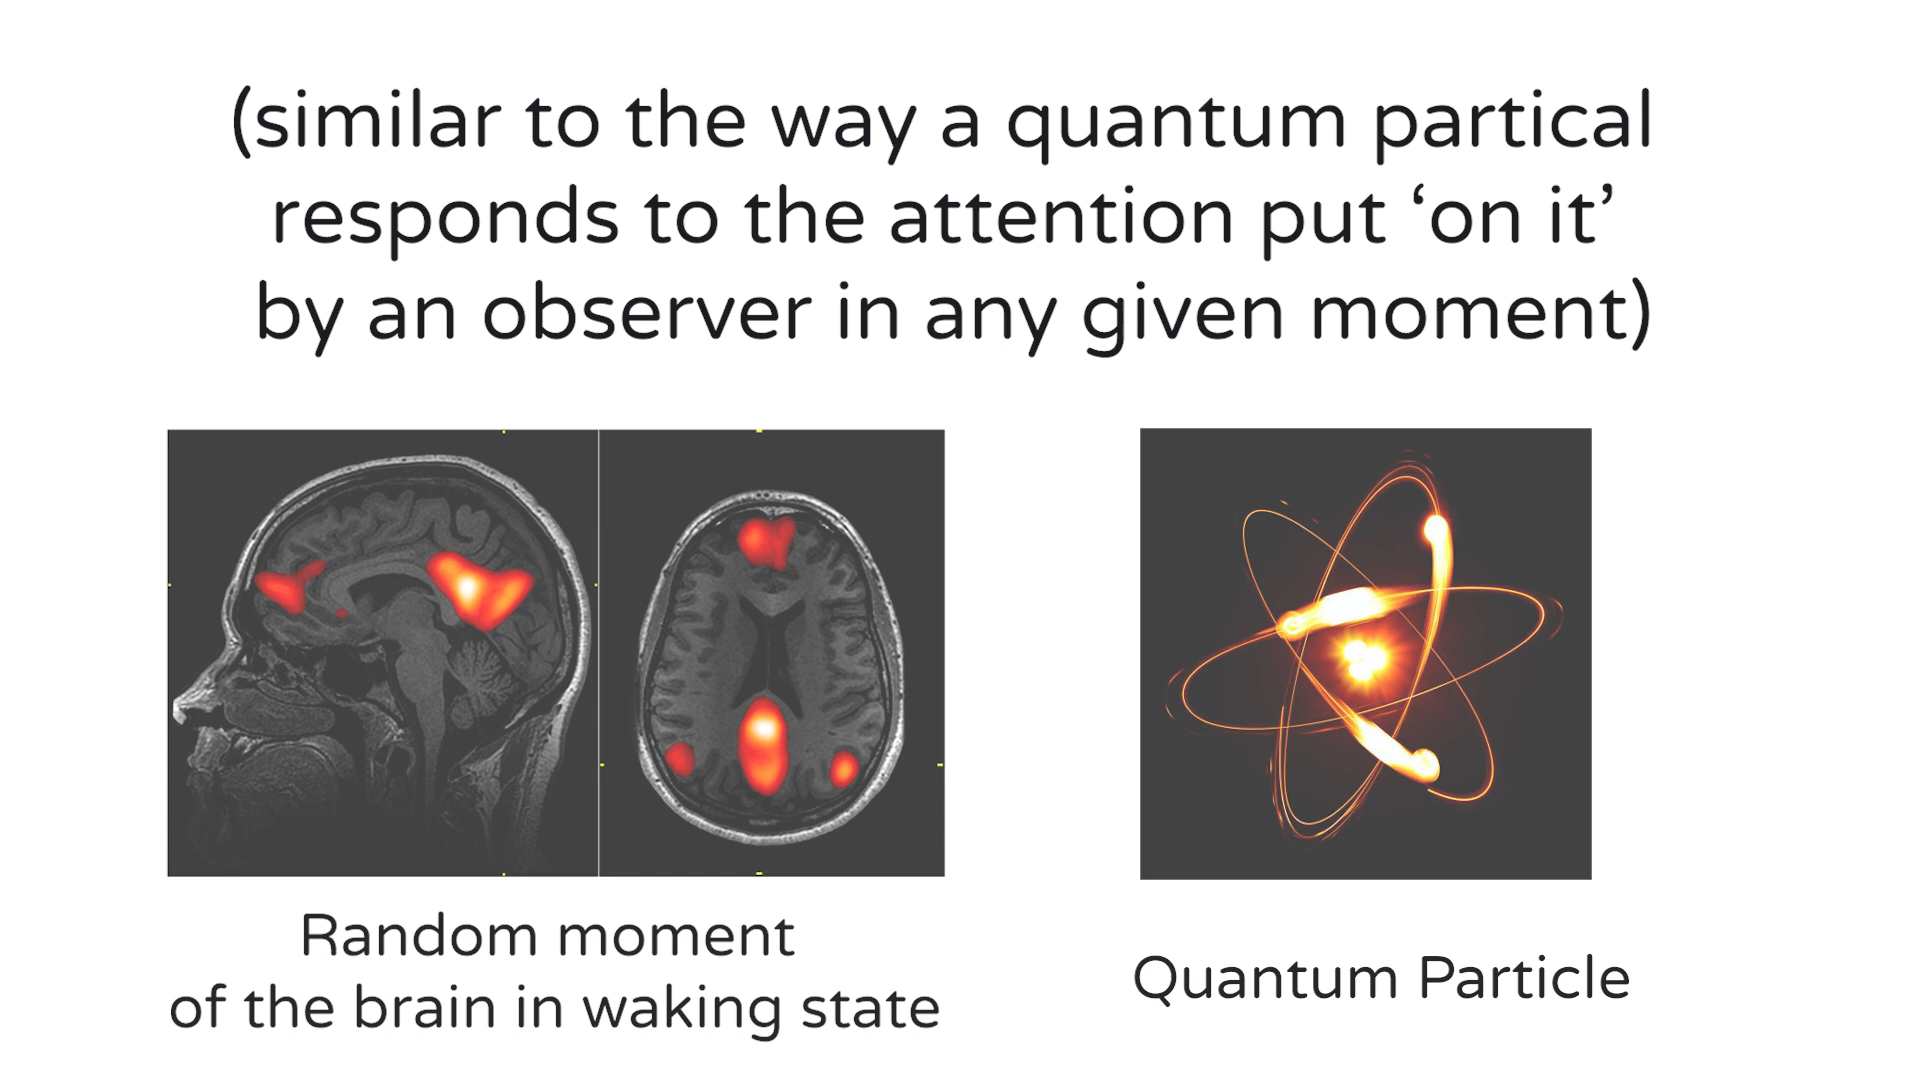 (similar to the way a quantum partical
responds to the attention put ‘on it’
by an observer in any given moment)
Random moment
of the brain in waking state
Quantum Particle